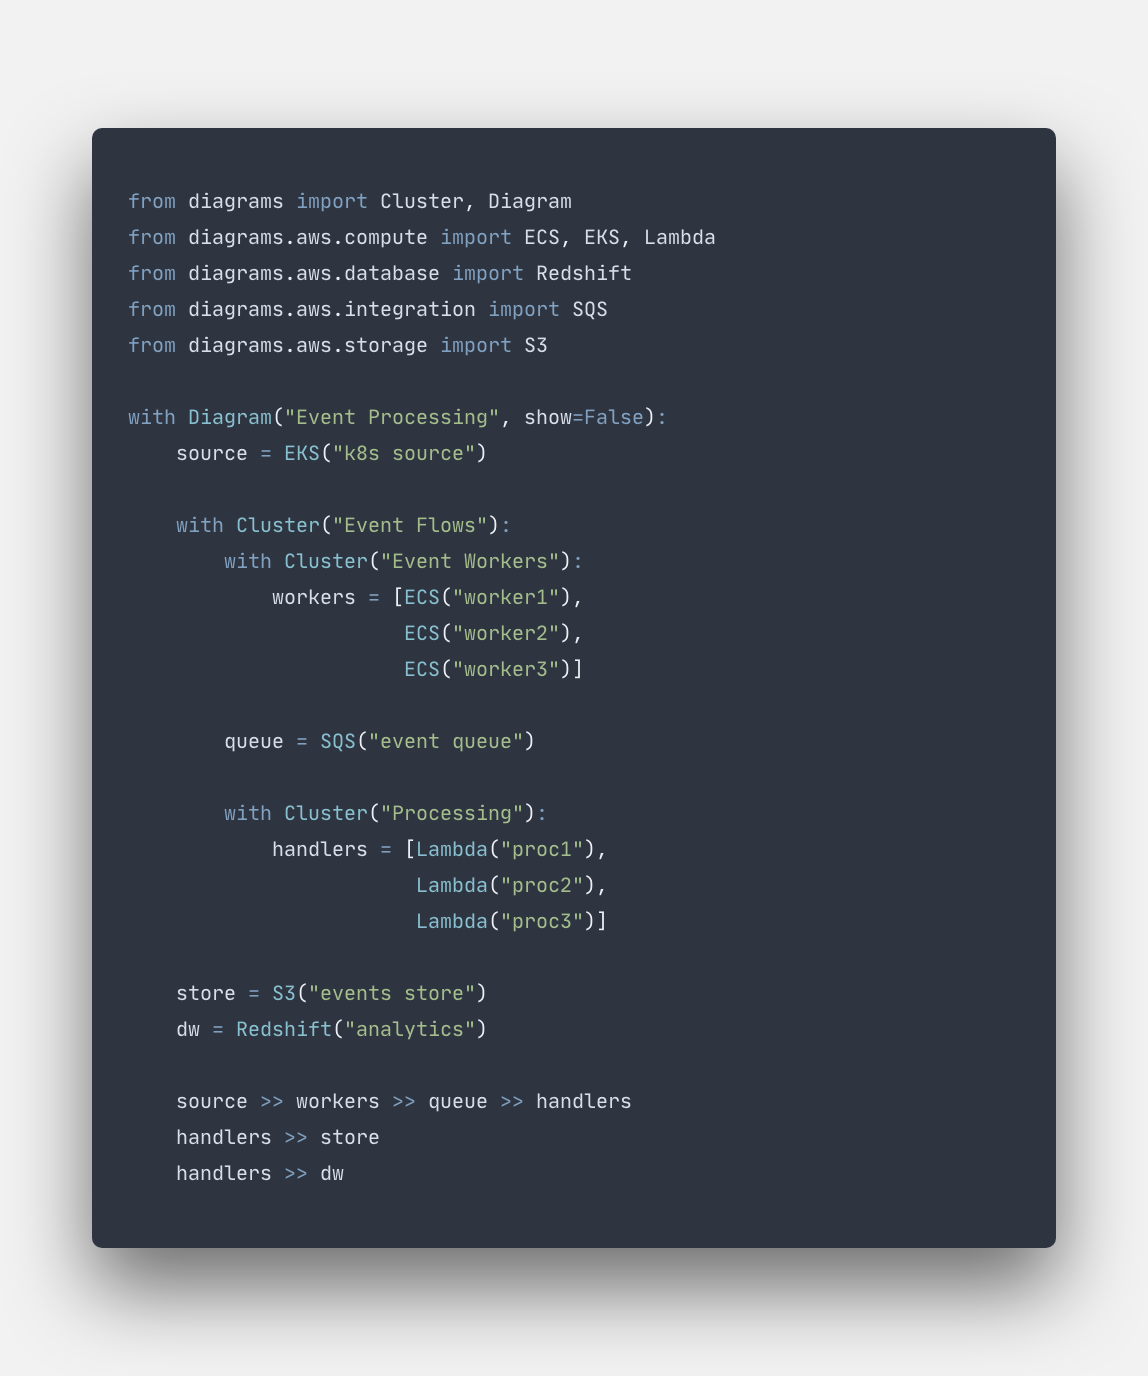 from diagrams import Cluster, Diagram
from diagrams.aws.compute import ECS, EKS, Lambda
from diagrams.aws.database import Redshift
from diagrams.aws.integration import SQS
from diagrams.aws.storage import S3

with Diagram("Event Processing", show=False):
    source = EKS("k8s source")

    with Cluster("Event Flows"):
        with Cluster("Event Workers"):
            workers = [ECS("worker1"),
                       ECS("worker2"),
                       ECS("worker3")]

        queue = SQS("event queue")

        with Cluster("Processing"):
            handlers = [Lambda("proc1"),
                        Lambda("proc2"),
                        Lambda("proc3")]

    store = S3("events store")
    dw = Redshift("analytics")

    source >> workers >> queue >> handlers
    handlers >> store
    handlers >> dw